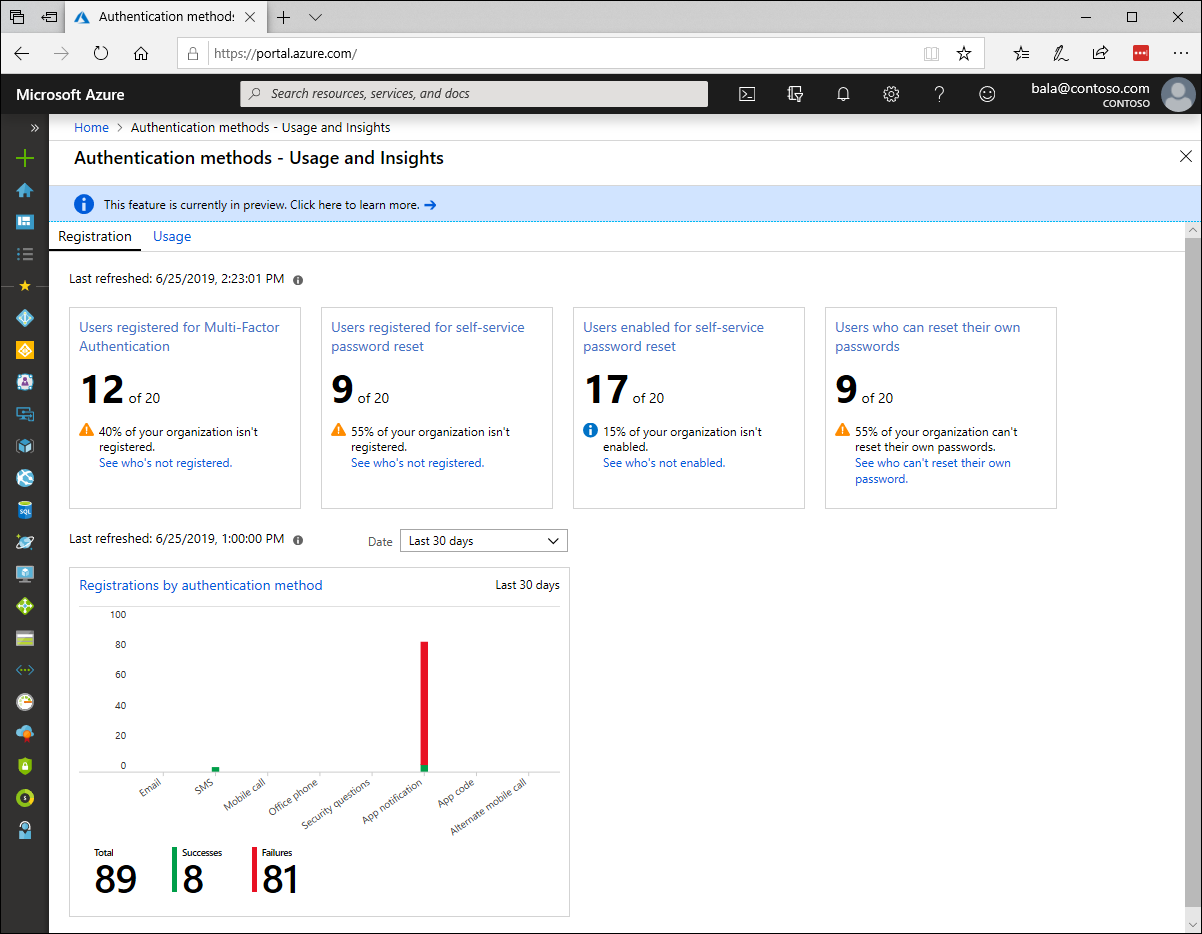 Authentication methods
https://portal.azure.com/
Microsoft Azure
Search resources, services, and docs
bala@contoso.com
CONTOSO
Home > Authentication methods - Usage and Insights
Authentication methods - Usage and Insights
This feature is currently in preview. Click here to learn more. →
Registration Usage
Last refreshed: 6/25/2019, 2:23:01 PM
Users registered for Multi-Factor
Authentication
12 of 20
40% of your organization isn't
registered.
See who's not registered.
Users registered for self-service
password reset
9 of 20
55% of your organization isn't
registered.
See who's not registered.
Users enabled for self-service
password reset
17 of 20
15% of your organization isn't
enabled.
See who's not enabled.
Users who can reset their own
passwords
9 of 20
55% of your organization can't
reset their own passwords.
See who can't reset their own
password.
Last refreshed: 6/25/2019, 1:00:00 PM
Date Last 30 days
Registrations by authentication method Last 30 days
100
80
60
40
20
0
Email
SMS
Mobile call
Office phone
Security questions
App notification
App code
Alternate mobile call
Total
89
Successes
8
Failures
81
SQL